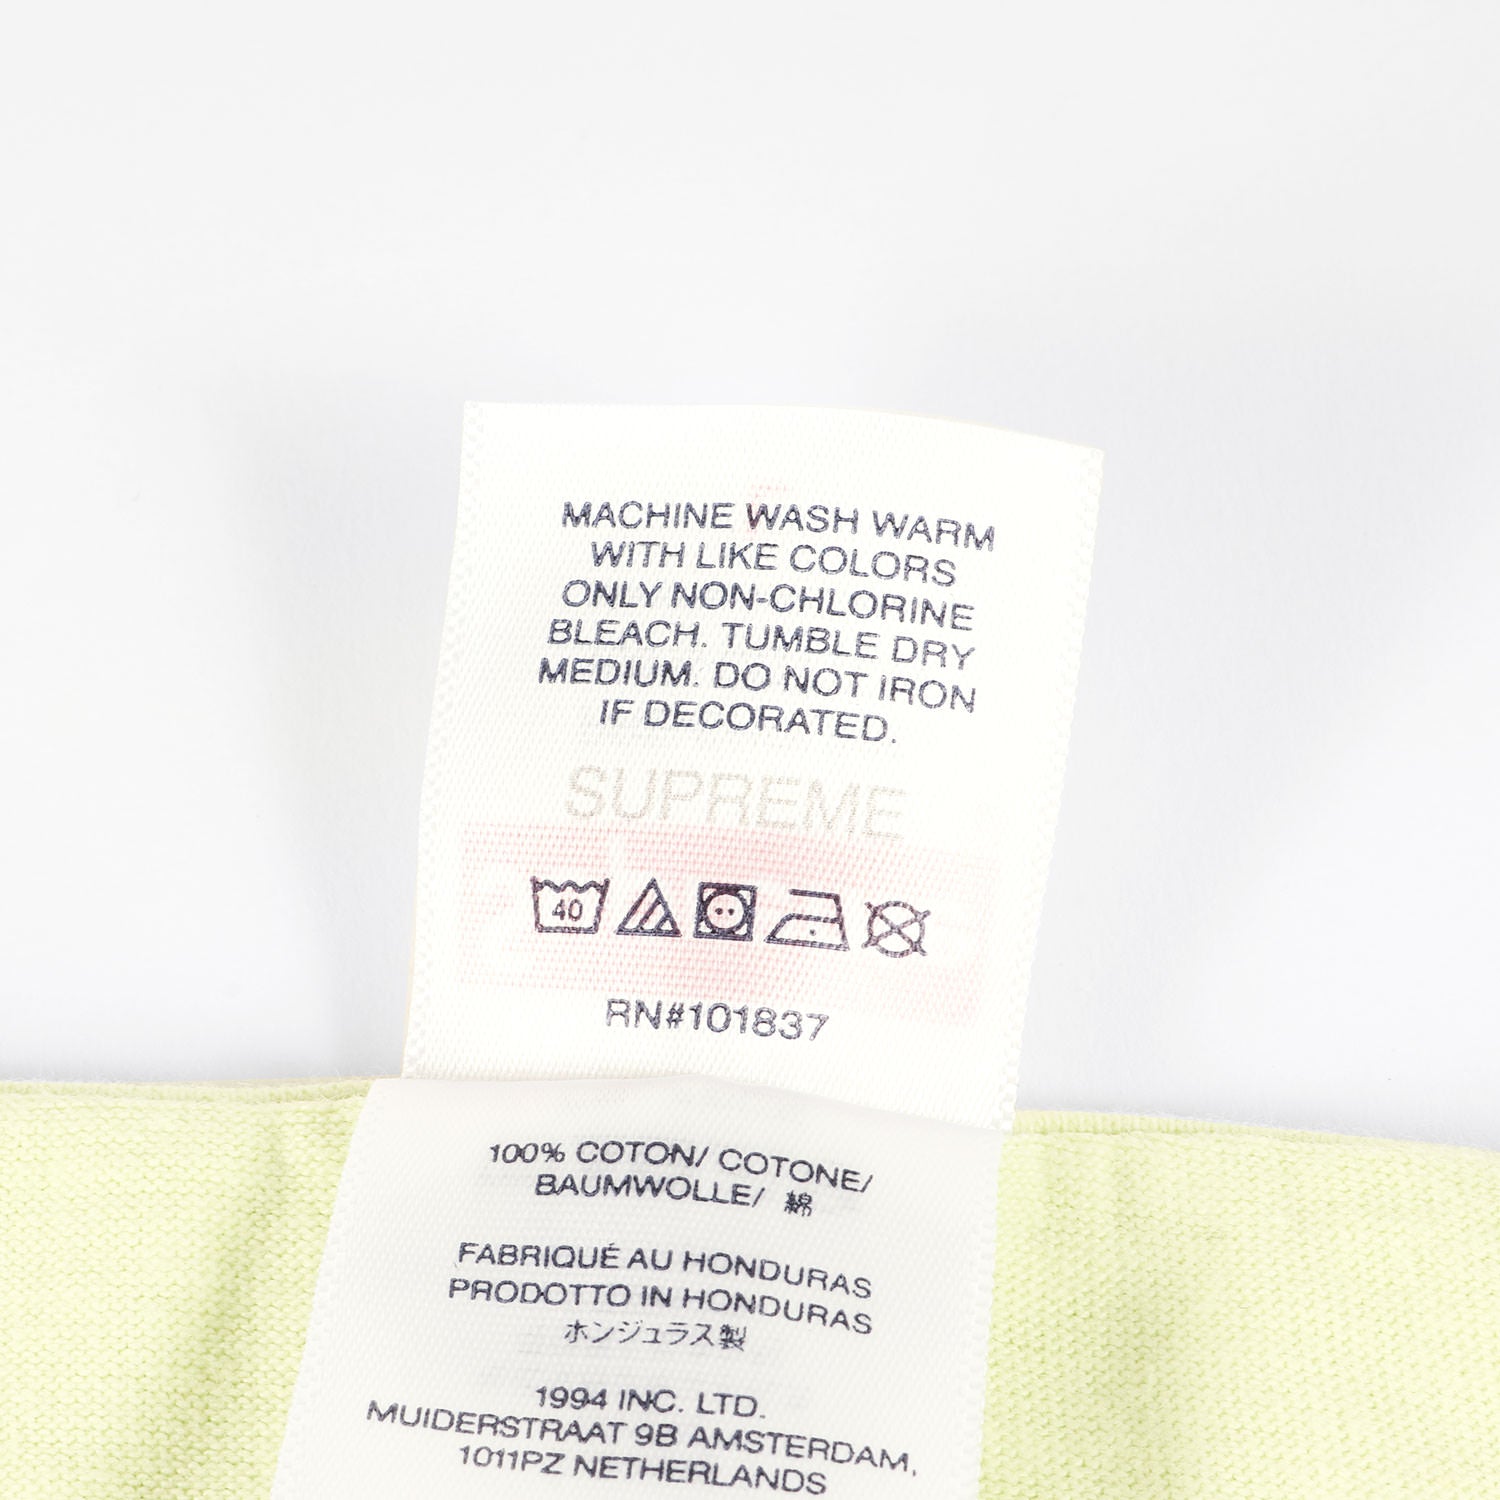 MACHINE WASH WARM
WITH LIKE COLORS
ONLY NON-CHLORINE
BLEACH. TUMBLE DRY
MEDIUM. DO NOT IRON
IF DECORATED.
SUPREME
40
RN#101837
100% COTON/ COTONE/
BAUMWOLLE/ 綿
FABRIQUÉ AU HONDURAS
PRODOTTO IN HONDURAS
ホンジュラス製
1994 INC. LTD.
MUIDERSTRAAT 9B AMSTERDAM,
1011PZ NETHERLANDS